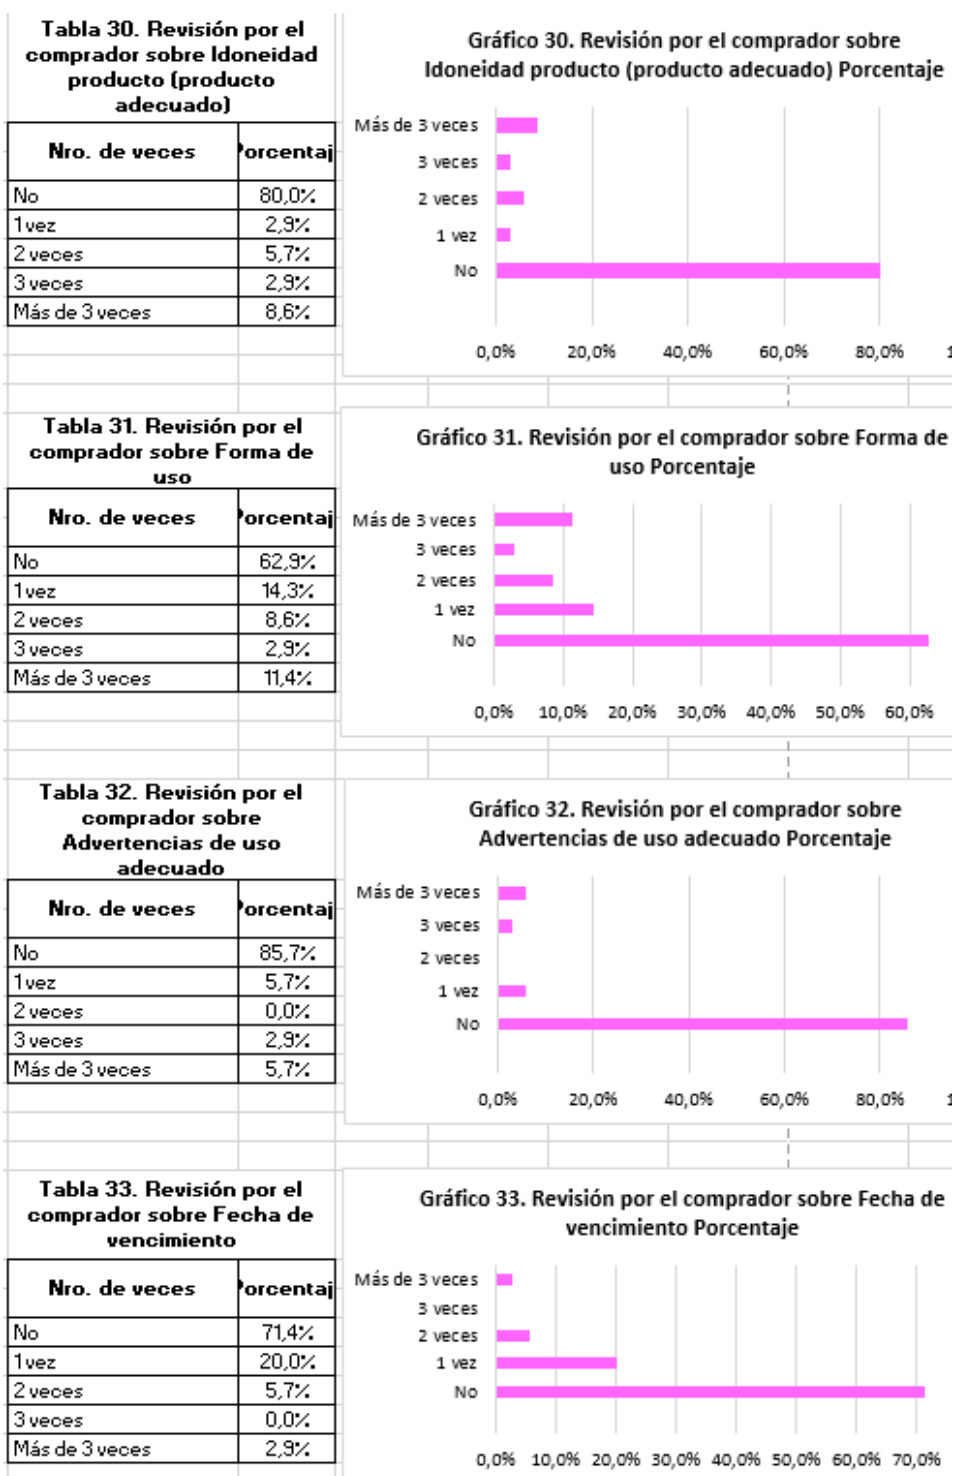 Tabla 30. Revisión por el
comprador sobre Idoneidad
producto (producto
adecuado)
Nro. de veces Porcentaj
No 80,0%
1 vez 2,9%
2 veces 5,7%
3 veces 2,9%
Más de 3 veces 8,6%
Gráfico 30. Revisión por el comprador sobre
Idoneidad producto (producto adecuado) Porcentaje
Más de 3 veces
3 veces
2 veces
1 vez
No
0,0% 20,0% 40,0% 60,0% 80,0% 1
Tabla 31. Revisión por el
comprador sobre Forma de
uso
Nro. de veces Porcentaj
No 62,9%
1 vez 14,3%
2 veces 8,6%
3 veces 2,9%
Más de 3 veces 11,4%
Gráfico 31. Revisión por el comprador sobre Forma de
uso Porcentaje
Más de 3 veces
3 veces
2 veces
1 vez
No
0,0% 10,0% 20,0% 30,0% 40,0% 50,0% 60,0%
Tabla 32. Revisión por el
comprador sobre
Advertencias de uso
adecuado
Nro. de veces Porcentaj
No 85,7%
1 vez 5,7%
2 veces 0,0%
3 veces 2,9%
Más de 3 veces 5,7%
Gráfico 32. Revisión por el comprador sobre
Advertencias de uso adecuado Porcentaje
Más de 3 veces
3 veces
2 veces
1 vez
No
0,0% 20,0% 40,0% 60,0% 80,0% 1
Tabla 33. Revisión por el
comprador sobre Fecha de
vencimiento
Nro. de veces Porcentaj
No 71,4%
1 vez 20,0%
2 veces 5,7%
3 veces 0,0%
Más de 3 veces 2,9%
Gráfico 33. Revisión por el comprador sobre Fecha de
vencimiento Porcentaje
Más de 3 veces
3 veces
2 veces
1 vez
No
0,0% 10,0% 20,0% 30,0% 40,0% 50,0% 60,0% 70,0%